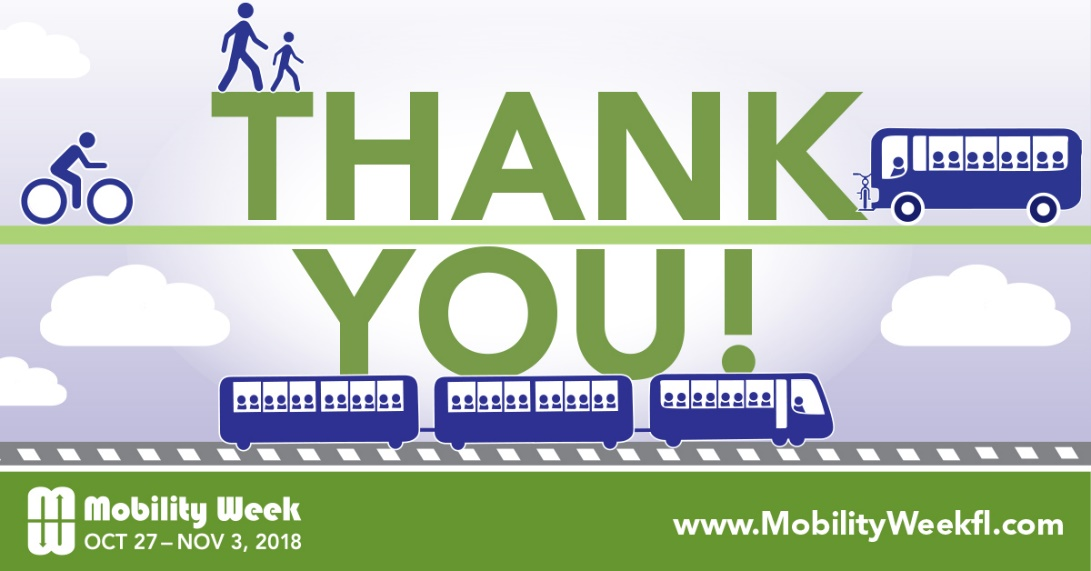 THANK
YOU!
Mobility Week
OCT 27–NOV 3, 2018
www.MobilityWeekfl.com